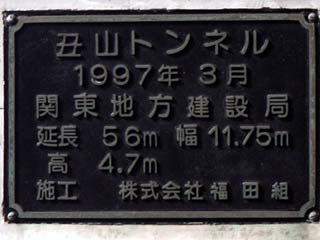 丑山トンネル
1997年 3月
関東地方建設局
延長 56m 幅 11.75m
高 4.7m
施工 株式会社福田組